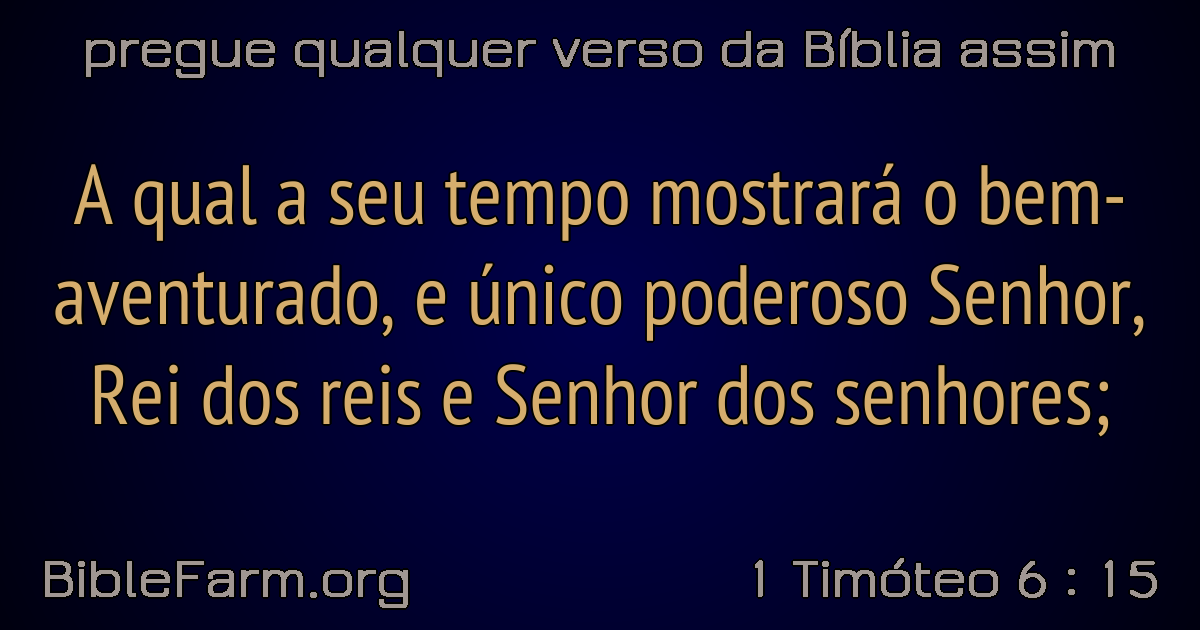 pregue qualquer verso da Bíblia assim
A qual a seu tempo mostrará o bem-
aventurado, e único poderoso Senhor,
Rei dos reis e Senhor dos senhores;
BibleFarm.org
1 Timóteo 6 : 15